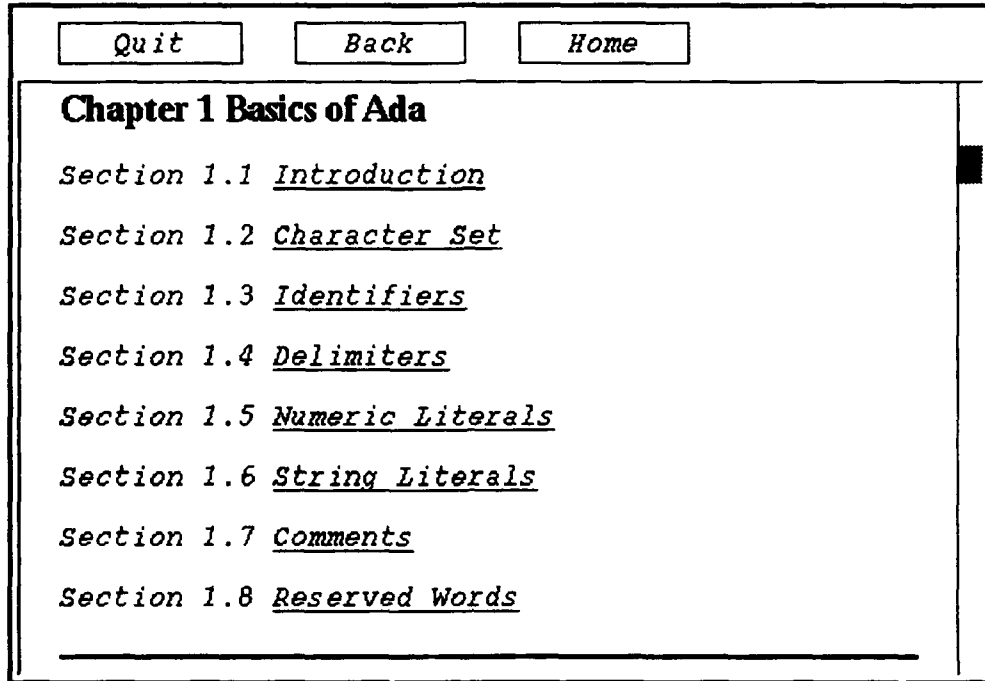 Quit Back Home
Chapter 1 Basics of Ada
Section 1.1 Introduction
Section 1.2 Character Set
Section 1.3 Identifiers
Section 1.4 Delimiters
Section 1.5 Numeric Literals
Section 1.6 String Literals
Section 1.7 Comments
Section 1.8 Reserved Words